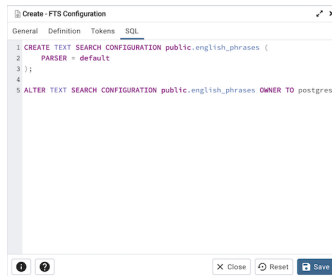 Create - FTS Configuration
General Definition Tokens SQL
1 CREATE TEXT SEARCH CONFIGURATION public.english_phrases (
2 PARSER = default
3 );
4
5 ALTER TEXT SEARCH CONFIGURATION public.english_phrases OWNER TO postgres
Close Reset Save